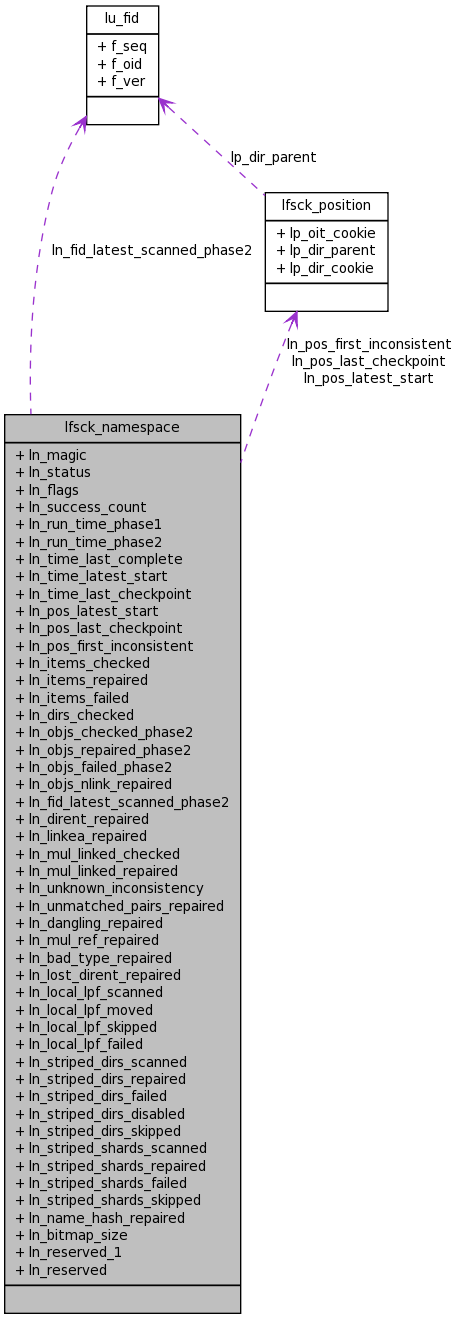 lu_fid
+ f_seq
+ f_oid
+ f_ver
lp_dir_parent
lfsck_position
+ lp_oit_cookie
+ lp_dir_parent
+ lp_dir_cookie
ln_fid_latest_scanned_phase2
ln_pos_first_inconsistent
ln_pos_last_checkpoint
ln_pos_latest_start
lfsck_namespace
+ ln_magic
+ ln_status
+ ln_flags
+ ln_success_count
+ ln_run_time_phase1
+ ln_run_time_phase2
+ ln_time_last_complete
+ ln_time_latest_start
+ ln_time_last_checkpoint
+ ln_pos_latest_start
+ ln_pos_last_checkpoint
+ ln_pos_first_inconsistent
+ ln_items_checked
+ ln_items_repaired
+ ln_items_failed
+ ln_dirs_checked
+ ln_objs_checked_phase2
+ ln_objs_repaired_phase2
+ ln_objs_failed_phase2
+ ln_objs_nlink_repaired
+ ln_fid_latest_scanned_phase2
+ ln_dirent_repaired
+ ln_linkea_repaired
+ ln_mul_linked_checked
+ ln_mul_linked_repaired
+ ln_unknown_inconsistency
+ ln_unmatched_pairs_repaired
+ ln_dangling_repaired
+ ln_mul_ref_repaired
+ ln_bad_type_repaired
+ ln_lost_dirent_repaired
+ ln_local_lpf_scanned
+ ln_local_lpf_moved
+ ln_local_lpf_skipped
+ ln_local_lpf_failed
+ ln_striped_dirs_scanned
+ ln_striped_dirs_repaired
+ ln_striped_dirs_failed
+ ln_striped_dirs_disabled
+ ln_striped_dirs_skipped
+ ln_striped_shards_scanned
+ ln_striped_shards_repaired
+ ln_striped_shards_failed
+ ln_striped_shards_skipped
+ ln_name_hash_repaired
+ ln_bitmap_size
+ ln_reserved_1
+ ln_reserved